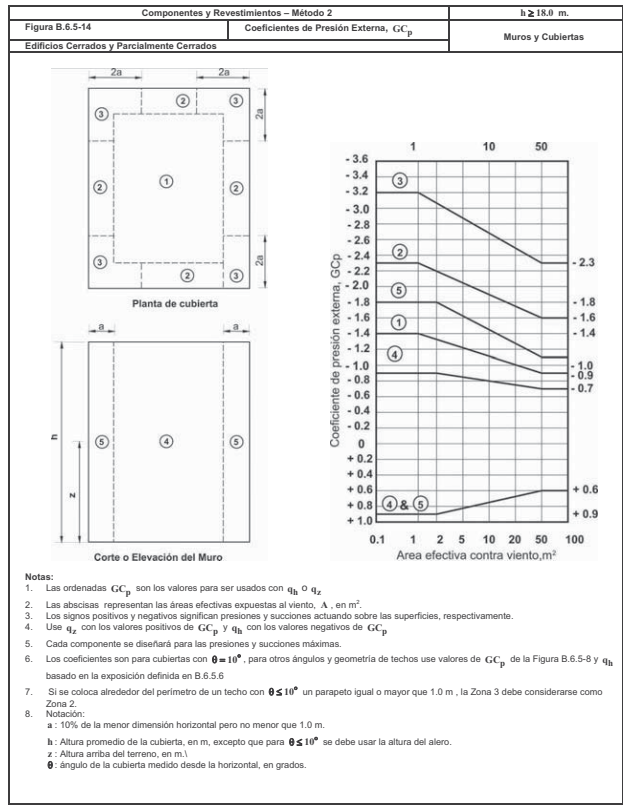 Componentes y Revestimientos – Método 2
h ≥ 18.0 m.
Figura B.6.5-14
Coeficientes de Presión Externa, GCp
Muros y Cubiertas
Edificios Cerrados y Parcialmente Cerrados
2a 2a
3 2 3
2a
2 1 2
3 2 3
2a
Planta de cubierta
a a
h
z
5 4 5
Corte o Elevación del Muro
1 10 50
Coeficiente de presión externa, GCp
- 3.6
- 3.4
- 3.2
- 3.0
- 2.8
- 2.6
- 2.4
- 2.2
- 2.0
- 1.8
- 1.6
- 1.4
- 1.2
- 1.0
- 0.8
- 0.6
- 0.4
- 0.2
0
+ 0.2
+ 0.4
+ 0.6
+ 0.8
+ 1.0
3
2
5
1
4
4 & 5
- 2.3
- 1.8
- 1.6
- 1.4
- 1.0
- 0.9
- 0.7
+ 0.6
+ 0.9
0.1 1 2 5 10 20 50 100
Area efectiva contra viento,m²
Notas:
1. Las ordenadas GCp son los valores para ser usados con qh o qz
2. Las abscisas representan las áreas efectivas expuestas al viento, A , en m².
3. Los signos positivos y negativos significan presiones y succiones actuando sobre las superficies, respectivamente.
4. Use qz con los valores positivos de GCp y qh con los valores negativos de GCp
5. Cada componente se diseñará para las presiones y succiones máximas.
6. Los coeficientes son para cubiertas con θ = 10°, para otros ángulos y geometría de techos use valores de GCp de la Figura B.6.5-8 y qh
basado en la exposición definida en B.6.5.6
7. Si se coloca alrededor del perímetro de un techo con θ ≤ 10° un parapeto igual o mayor que 1.0 m , la Zona 3 debe considerarse como
Zona 2.
8. Notación:
a : 10% de la menor dimensión horizontal pero no menor que 1.0 m.
h : Altura promedio de la cubierta, en m, excepto que para θ ≤ 10° se debe usar la altura del alero.
z : Altura arriba del terreno, en m.\
θ : ángulo de la cubierta medido desde la horizontal, en grados.